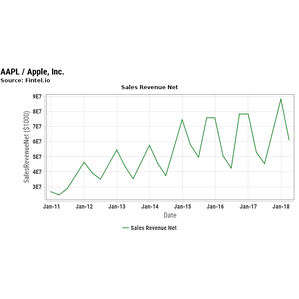 AAPL / Apple, Inc.
Source: Fintel.io
Sales Revenue Net
9E7
8E7
7E7
6E7
5E7
4E7
3E7
SalesRevenueNet ($1000)
Jan-11 Jan-12 Jan-13 Jan-14 Jan-15 Jan-16 Jan-17 Jan-18
Date
Sales Revenue Net